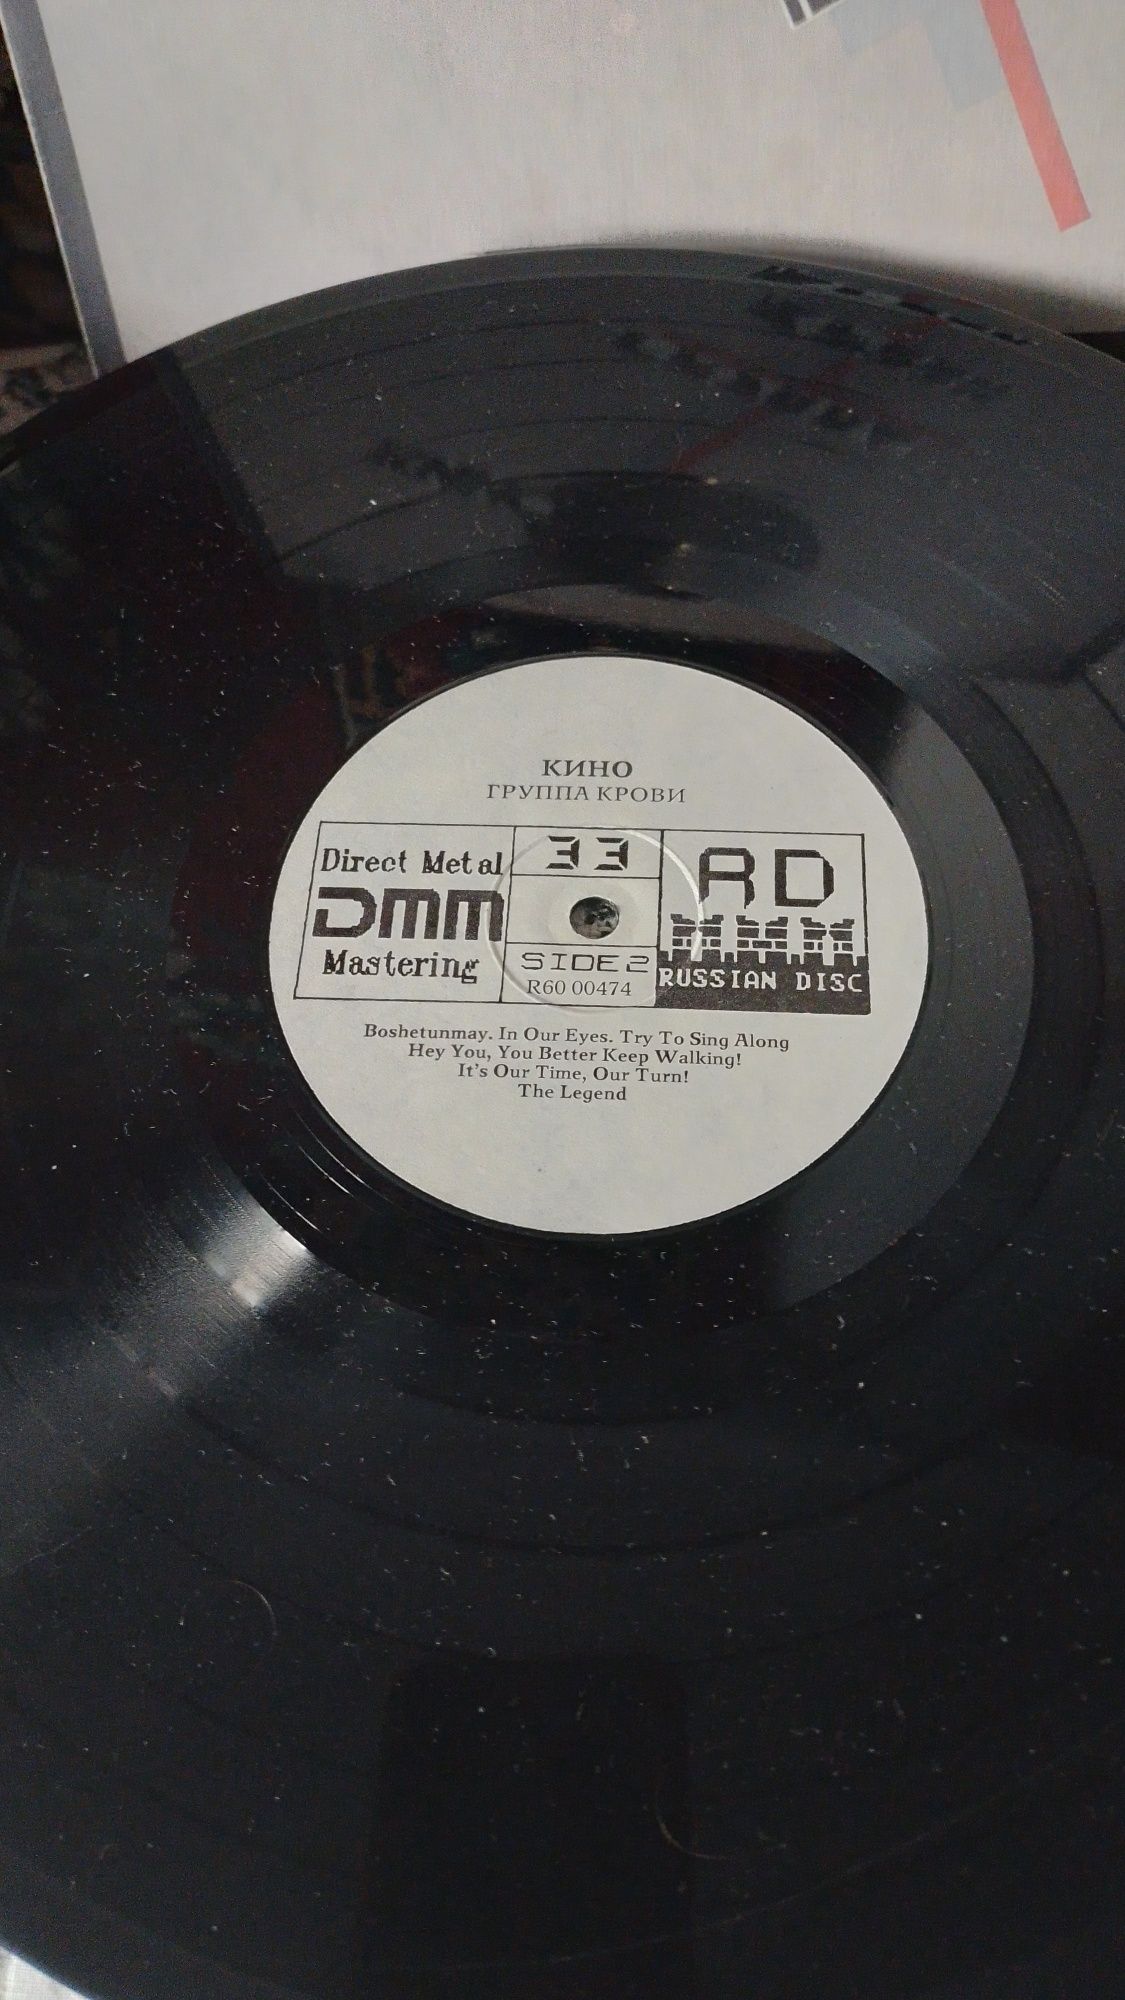 КИНО
ГРУППА КРОВИ
Direct Metal
DMM
Mastering
33
SIDE 2
R60 00474
RD
RUSSIAN DISC
Boshetunmay. In Our Eyes. Try To Sing Along
Hey You, You Better Keep Walking!
It's Our Time, Our Turn!
The Legend